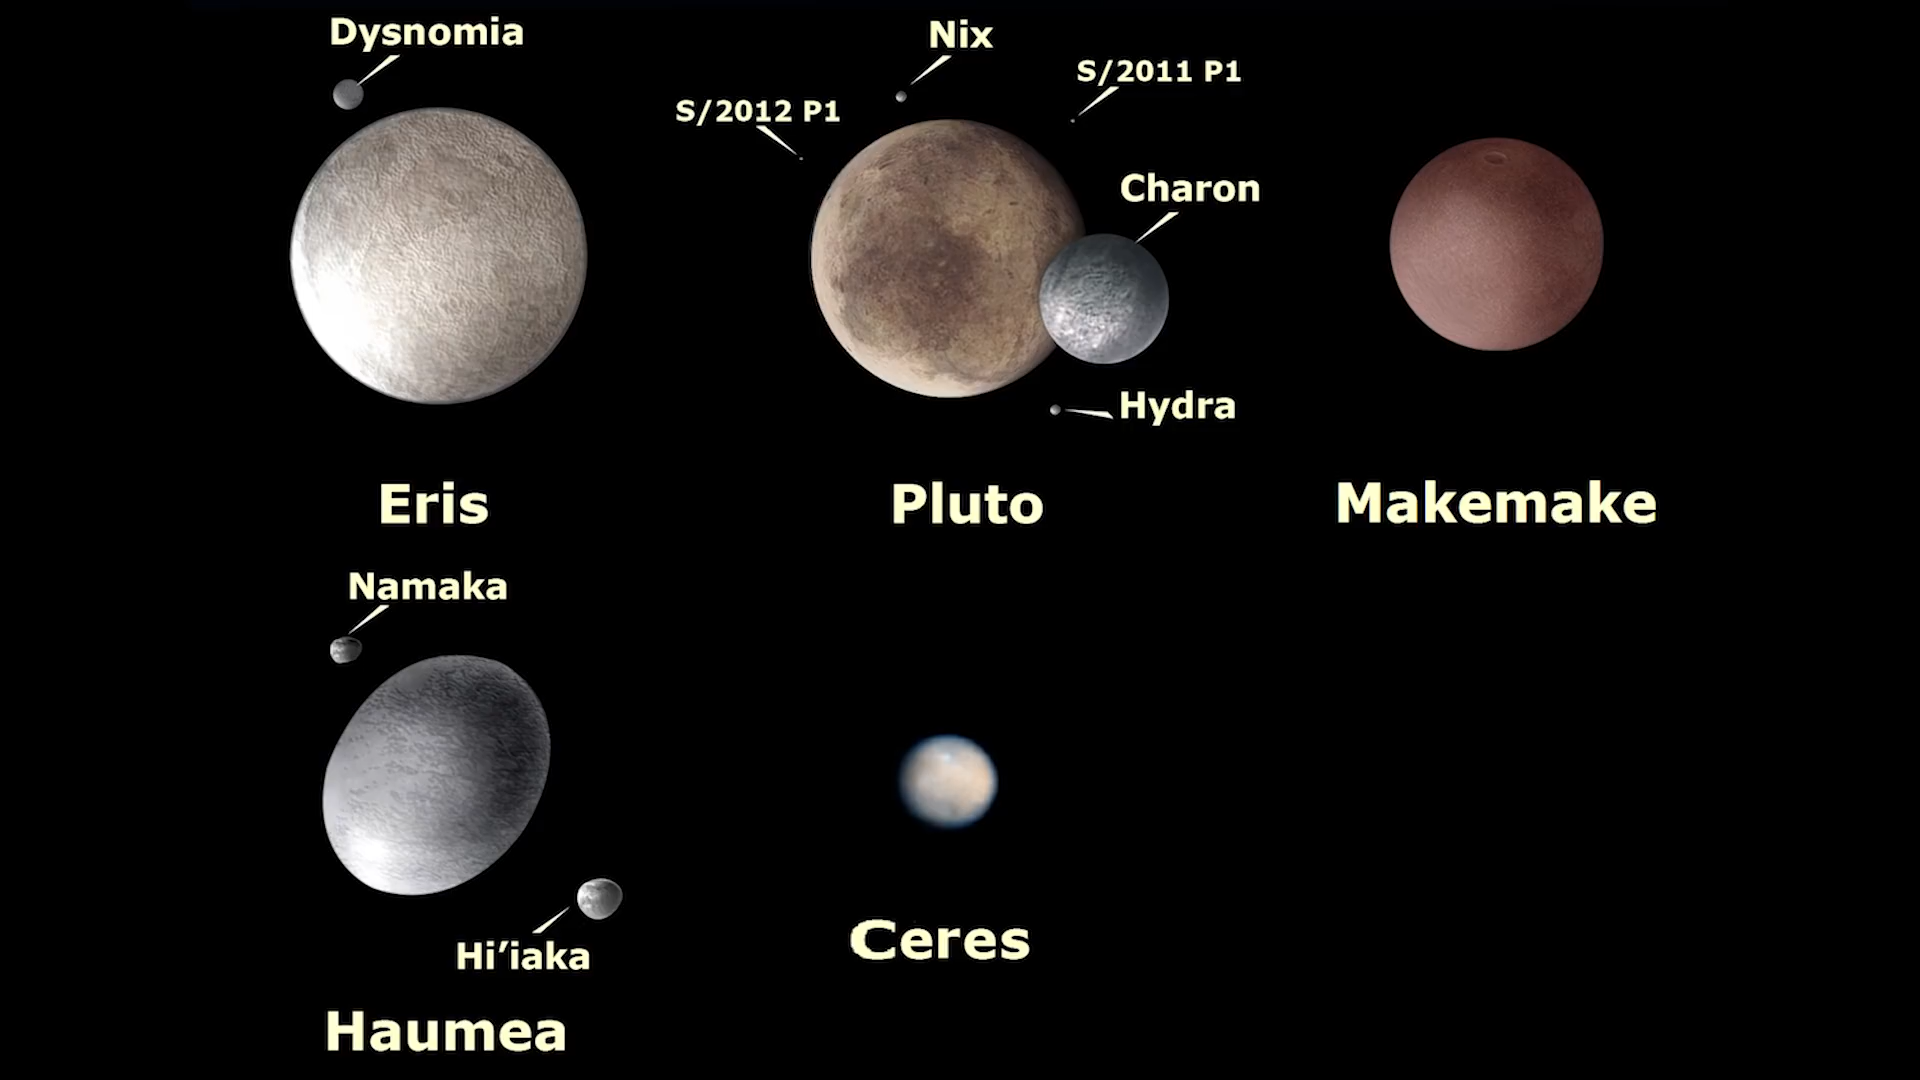 Dysnomia
Nix
S/2011 P1
S/2012 P1
Charon
Hydra
Eris
Pluto
Makemake
Namaka
Hi’iaka
Ceres
Haumea